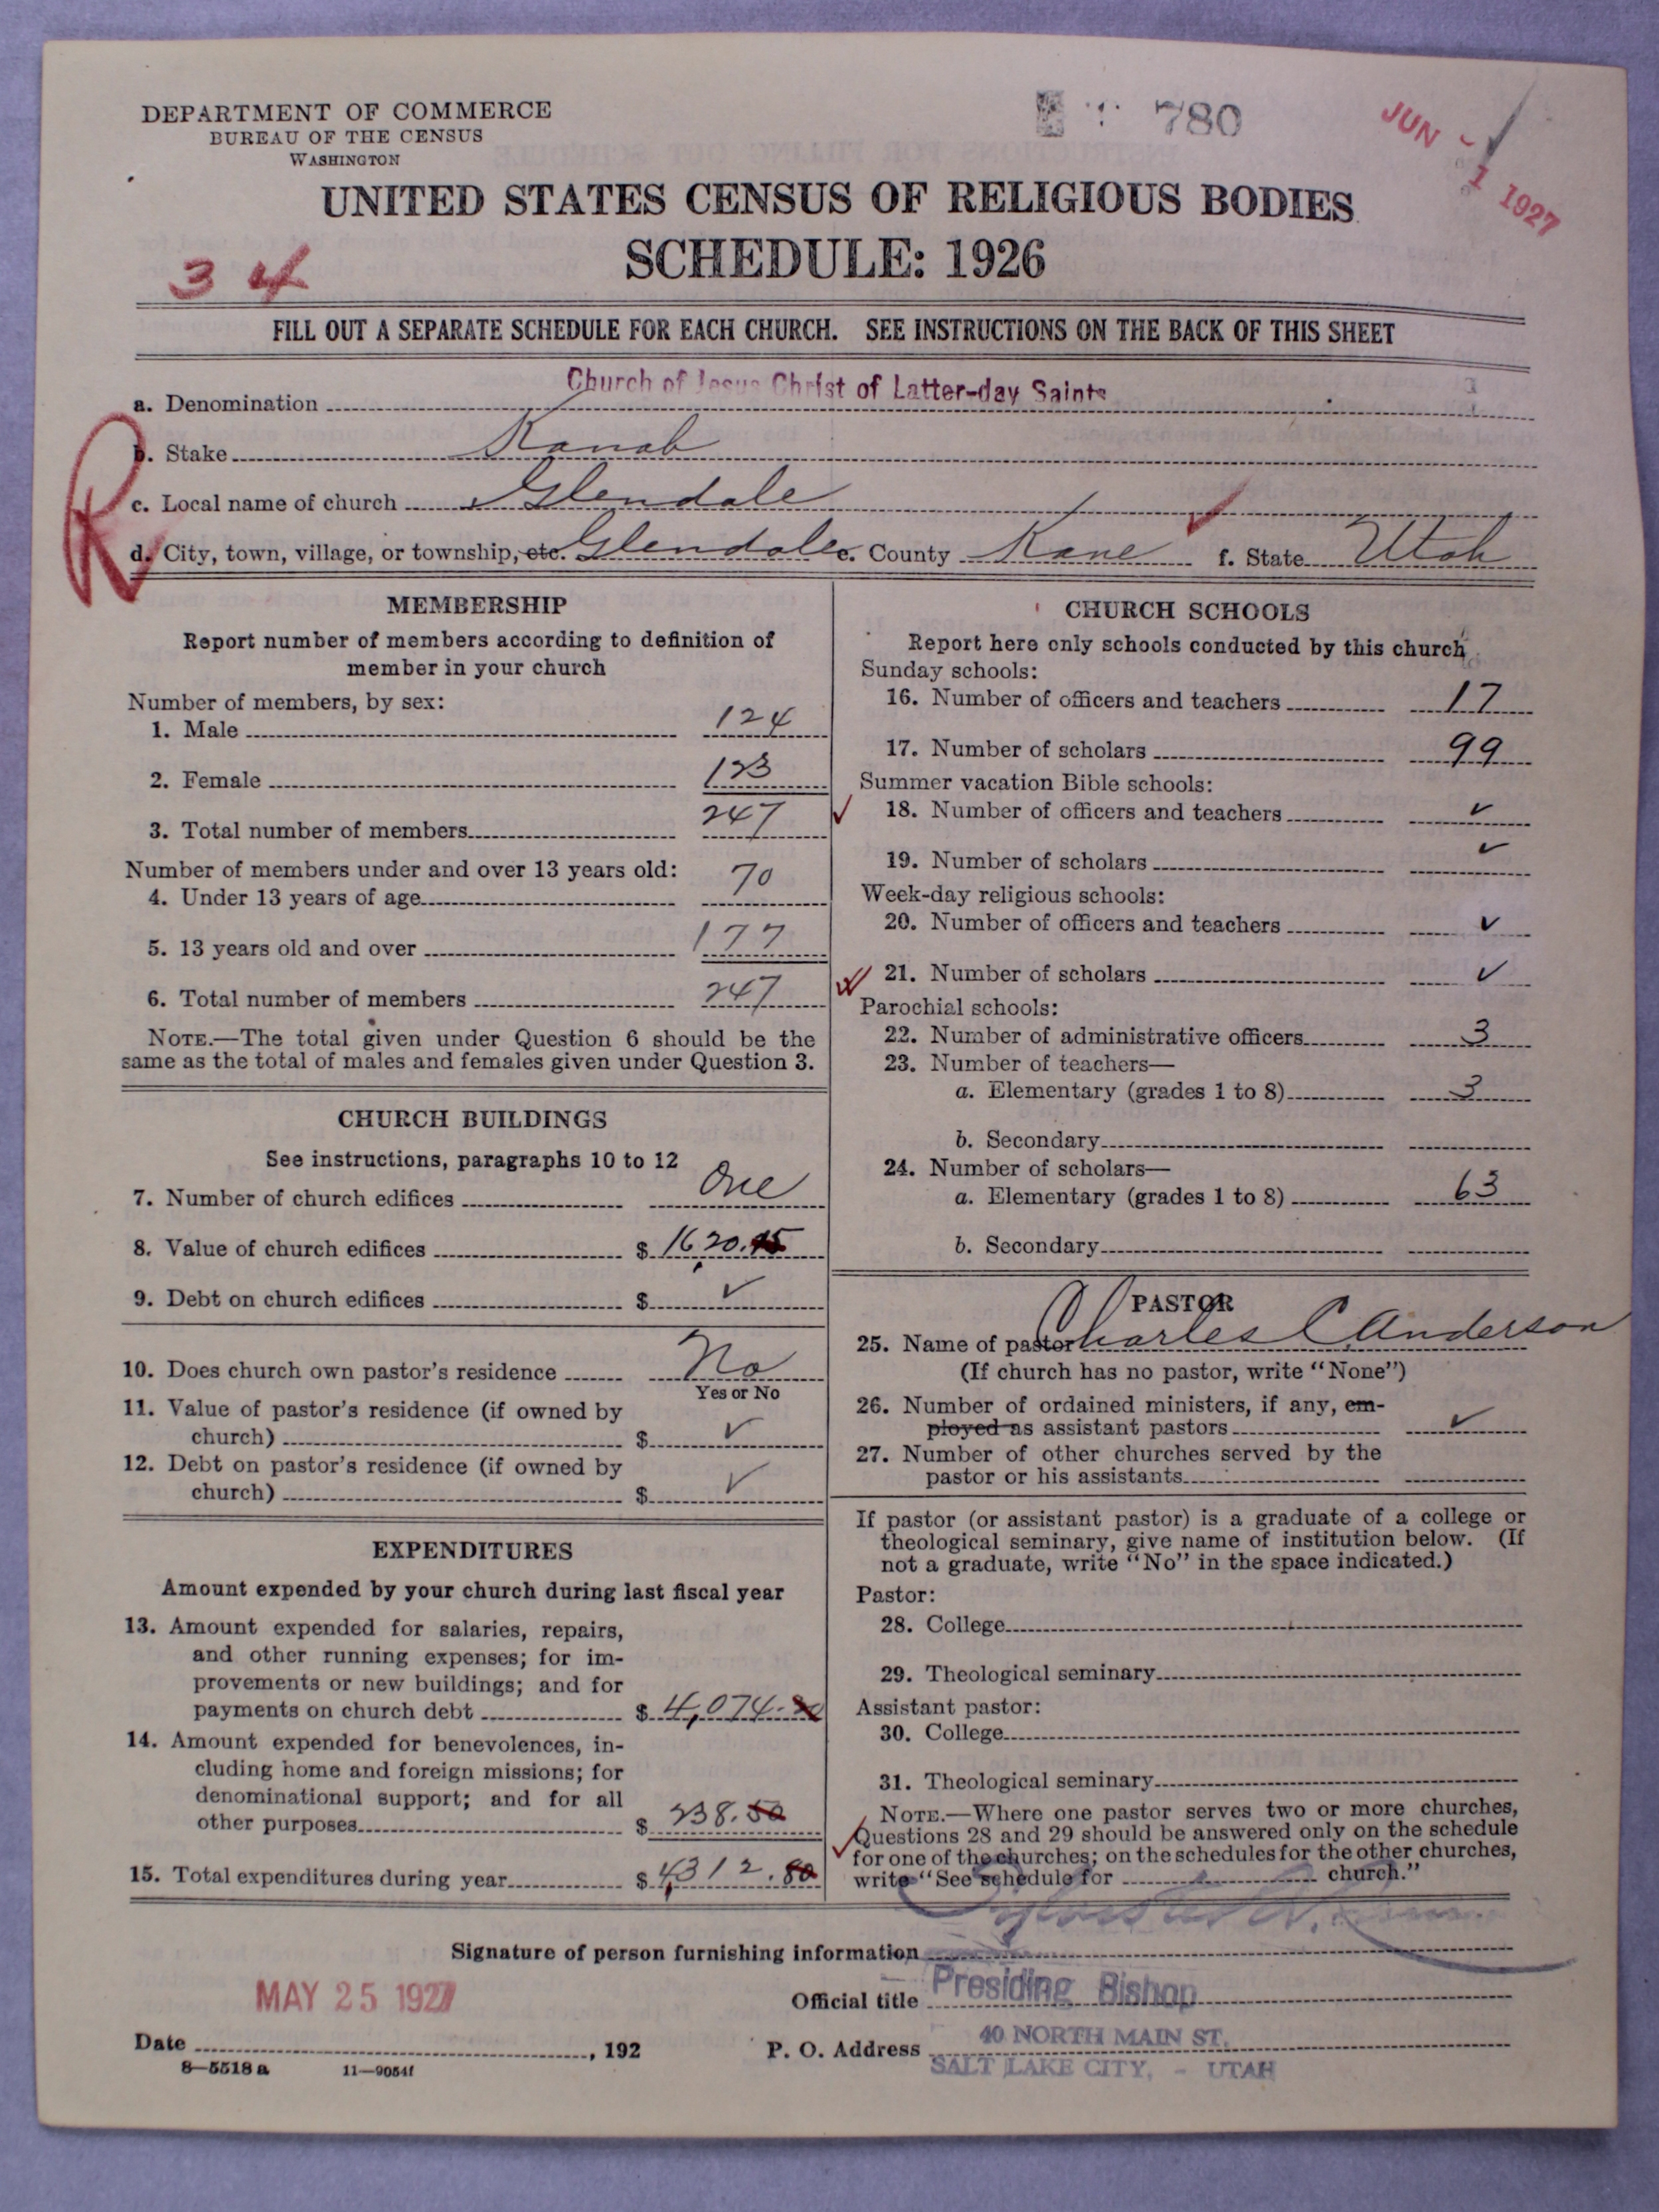 DEPARTMENT OF COMMERCE
BUREAU OF THE CENSUS
WASHINGTON
780
JUN - 1 1927
UNITED STATES CENSUS OF RELIGIOUS BODIES
SCHEDULE: 1926
34
FILL OUT A SEPARATE SCHEDULE FOR EACH CHURCH. SEE INSTRUCTIONS ON THE BACK OF THIS SHEET
a. Denomination Church of Jesus Christ of Latter-day Saints
b. Stake Kanab
R
c. Local name of church Glendale
d. City, town, village, or township, etc. Glendale e. County Kane f. State Utah
MEMBERSHIP
Report number of members according to definition of
member in your church
Number of members, by sex:
1. Male 124
2. Female 123
3. Total number of members 247
Number of members under and over 13 years old:
4. Under 13 years of age 70
5. 13 years old and over 177
6. Total number of members 247
NOTE.—The total given under Question 6 should be the
same as the total of males and females given under Question 3.
CHURCH BUILDINGS
See instructions, paragraphs 10 to 12
7. Number of church edifices One
8. Value of church edifices $ 1620.
9. Debt on church edifices $ ✓
10. Does church own pastor's residence No
Yes or No
11. Value of pastor's residence (if owned by
church) $ ✓
12. Debt on pastor's residence (if owned by
church) $ ✓
EXPENDITURES
Amount expended by your church during last fiscal year
13. Amount expended for salaries, repairs,
and other running expenses; for im-
provements or new buildings; and for
payments on church debt $ 4,074.
14. Amount expended for benevolences, in-
cluding home and foreign missions; for
denominational support; and for all
other purposes $ 238.50
15. Total expenditures during year $ 4,312.80
CHURCH SCHOOLS
Report here only schools conducted by this church
Sunday schools:
16. Number of officers and teachers 17
17. Number of scholars 99
Summer vacation Bible schools:
✓ 18. Number of officers and teachers ✓
19. Number of scholars ✓
Week-day religious schools:
20. Number of officers and teachers ✓
✓ 21. Number of scholars ✓
Parochial schools:
22. Number of administrative officers 3
23. Number of teachers—
a. Elementary (grades 1 to 8) 3
b. Secondary
24. Number of scholars—
a. Elementary (grades 1 to 8) 63
b. Secondary
PASTOR
25. Name of pastor Charles C. Anderson
(If church has no pastor, write "None")
26. Number of ordained ministers, if any, em-
ployed as assistant pastors ✓
27. Number of other churches served by the
pastor or his assistants
If pastor (or assistant pastor) is a graduate of a college or
theological seminary, give name of institution below. (If
not a graduate, write "No" in the space indicated.)
Pastor:
28. College
29. Theological seminary
Assistant pastor:
30. College
31. Theological seminary
NOTE.—Where one pastor serves two or more churches,
Questions 28 and 29 should be answered only on the schedule
for one of the churches; on the schedules for the other churches,
write "See schedule for church."
Signature of person furnishing information
MAY 25 1927
Official title Presiding Bishop
Date , 192
P. O. Address 40 NORTH MAIN ST.
SALT LAKE CITY, - UTAH
8—5518 a 11—9054f